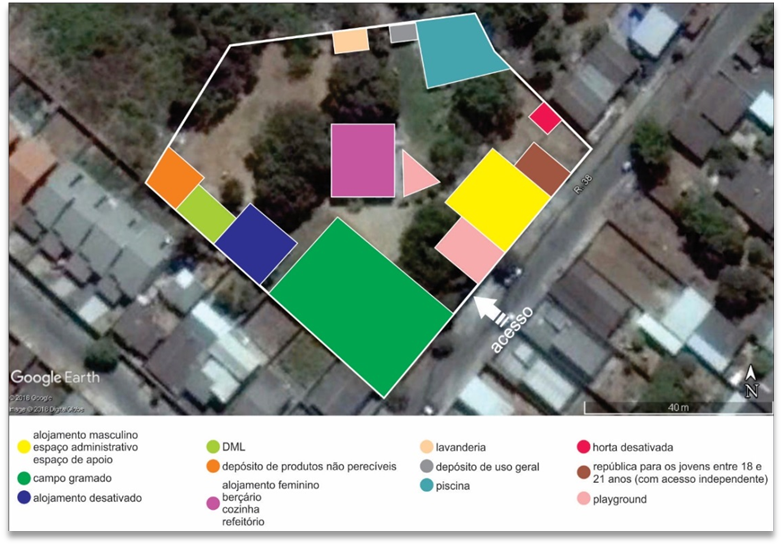 R. 38
acesso
Google Earth
© 2018 Google
Image © 2018 DigitalGlobe
N
40 m
alojamento masculino
espaço administrativo
espaço de apoio
campo gramado
alojamento desativado
DML
depósito de produtos não perecíveis
alojamento feminino
berçário
cozinha
refeitório
lavanderia
depósito de uso geral
piscina
horta desativada
república para os jovens entre 18 e
21 anos (com acesso independente)
playground